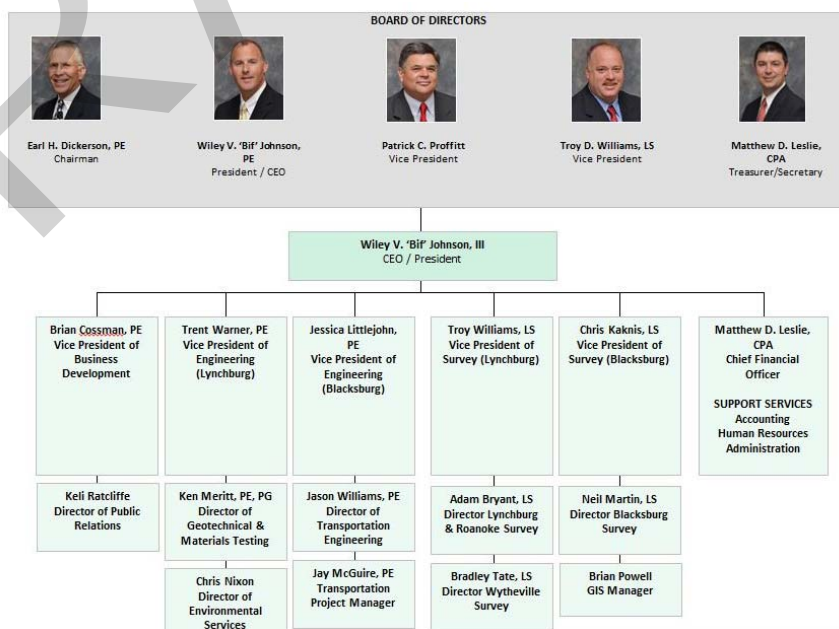 BOARD OF DIRECTORS
Earl H. Dickerson, PE
Chairman
Wiley V. 'Bif' Johnson,
PE
President / CEO
Patrick C. Proffitt
Vice President
Troy D. Williams, LS
Vice President
Matthew D. Leslie,
CPA
Treasurer/Secretary
Wiley V. 'Bif' Johnson, III
CEO / President
Brian Cossman, PE
Vice President of
Business
Development
Trent Warner, PE
Vice President of
Engineering
(Lynchburg)
Jessica Littlejohn,
PE
Vice President of
Engineering
(Blacksburg)
Troy Williams, LS
Vice President of
Survey (Lynchburg)
Chris Kaknis, LS
Vice President of
Survey (Blacksburg)
Matthew D. Leslie,
CPA
Chief Financial
Officer
SUPPORT SERVICES
Accounting
Human Resources
Administration
Keli Ratcliffe
Director of Public
Relations
Ken Meritt, PE, PG
Director of
Geotechnical &
Materials Testing
Jason Williams, PE
Director of
Transportation
Engineering
Adam Bryant, LS
Director Lynchburg
& Roanoke Survey
Neil Martin, LS
Director Blacksburg
Survey
Chris Nixon
Director of
Environmental
Services
Jay McGuire, PE
Transportation
Project Manager
Bradley Tate, LS
Director Wytheville
Survey
Brian Powell
GIS Manager